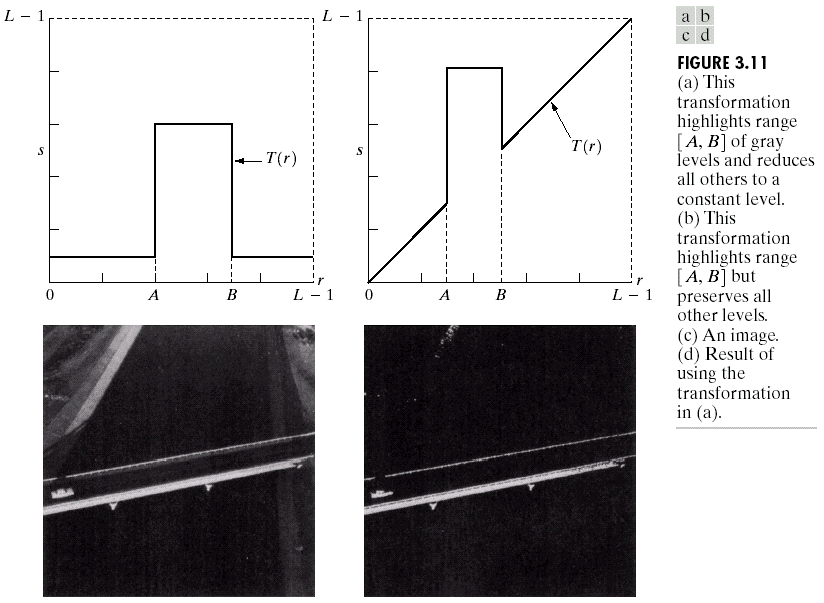 L − 1
s
T(r)
r
0
A
B
L − 1
L − 1
s
T(r)
r
0
A
B
L − 1
a b
c d
FIGURE 3.11
(a) This
transformation
highlights range
[A, B] of gray
levels and reduces
all others to a
constant level.
(b) This
transformation
highlights range
[A, B] but
preserves all
other levels.
(c) An image.
(d) Result of
using the
transformation
in (a).